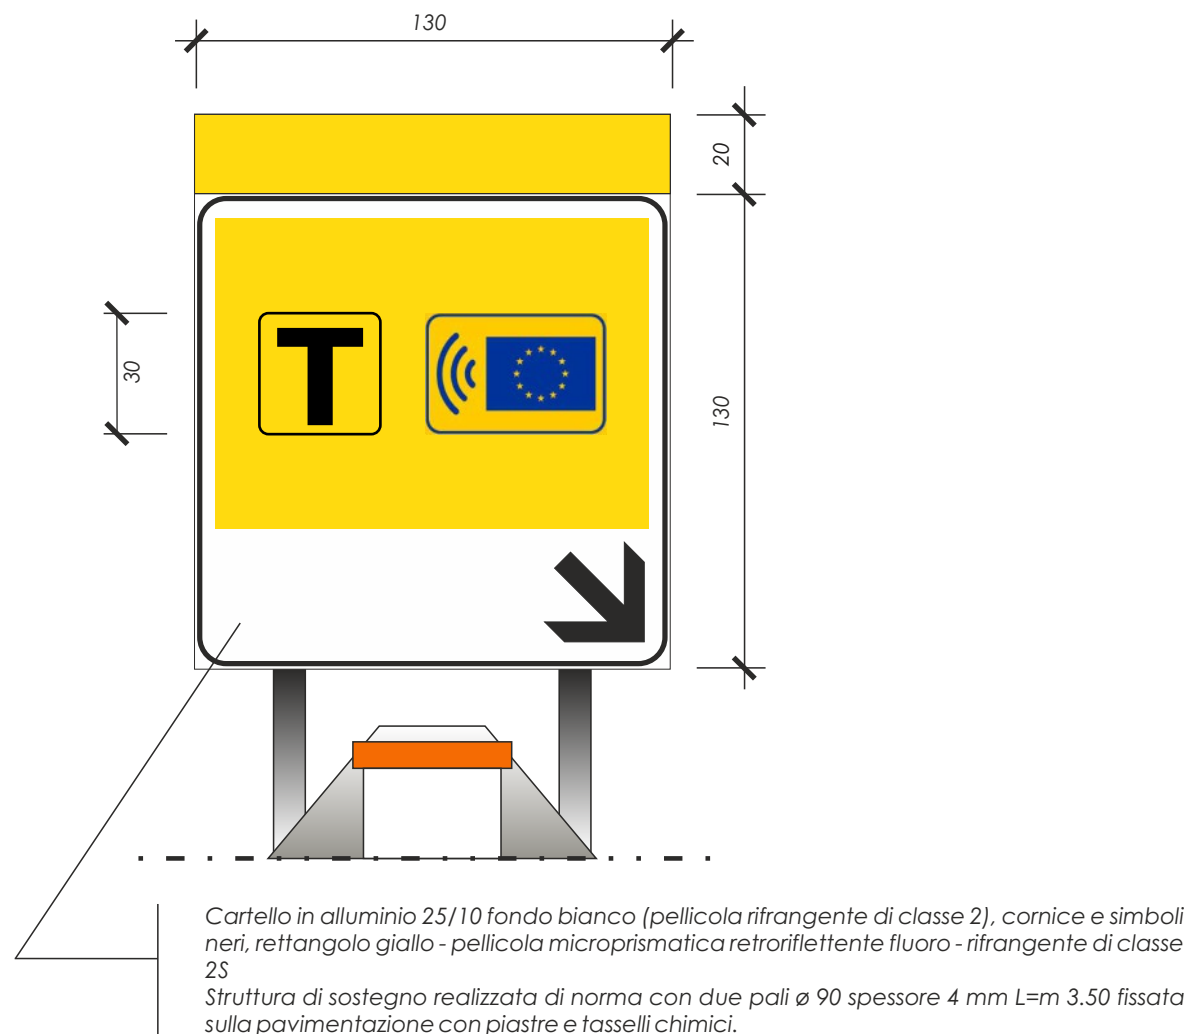 130
20
T
30
130
Cartello in alluminio 25/10 fondo bianco (pellicola rifrangente di classe 2), cornice e simboli
neri, rettangolo giallo - pellicola microprismatica retroriflettente fluoro - rifrangente di classe
2S
Struttura di sostegno realizzata di norma con due pali ø 90 spessore 4 mm L=m 3.50 fissata
sulla pavimentazione con piastre e tasselli chimici.